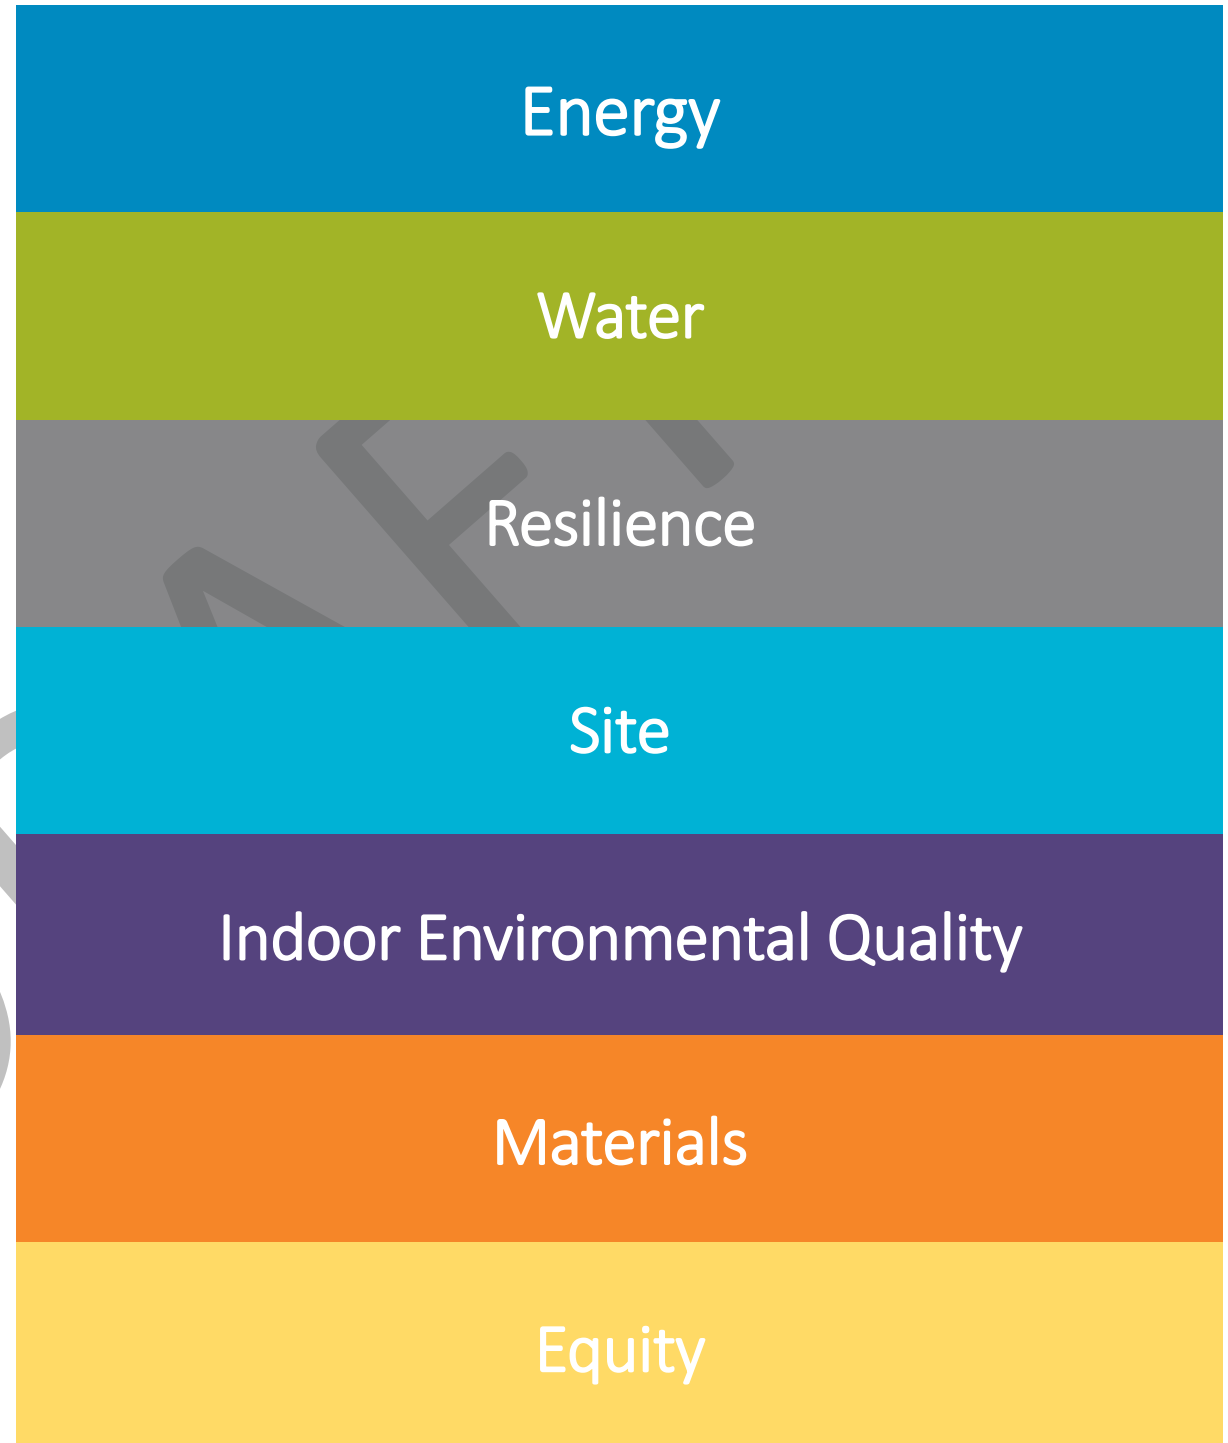 Energy
Water
Resilience
Site
Indoor Environmental Quality
Materials
Equity